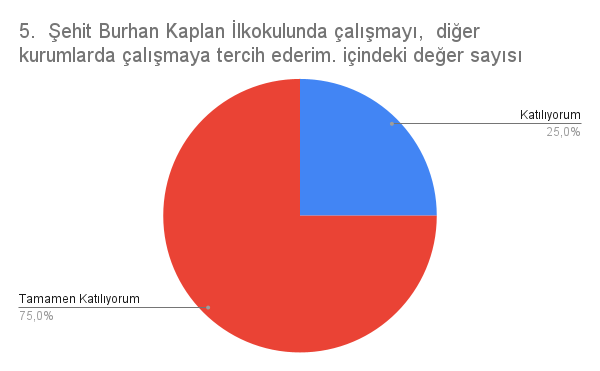 5.  Şehit Burhan Kaplan İlkokulunda çalışmayı,  diğer
kurumlarda çalışmaya tercih ederim. içindeki değer sayısı
Katılıyorum
25,0%
Tamamen Katılıyorum
75,0%